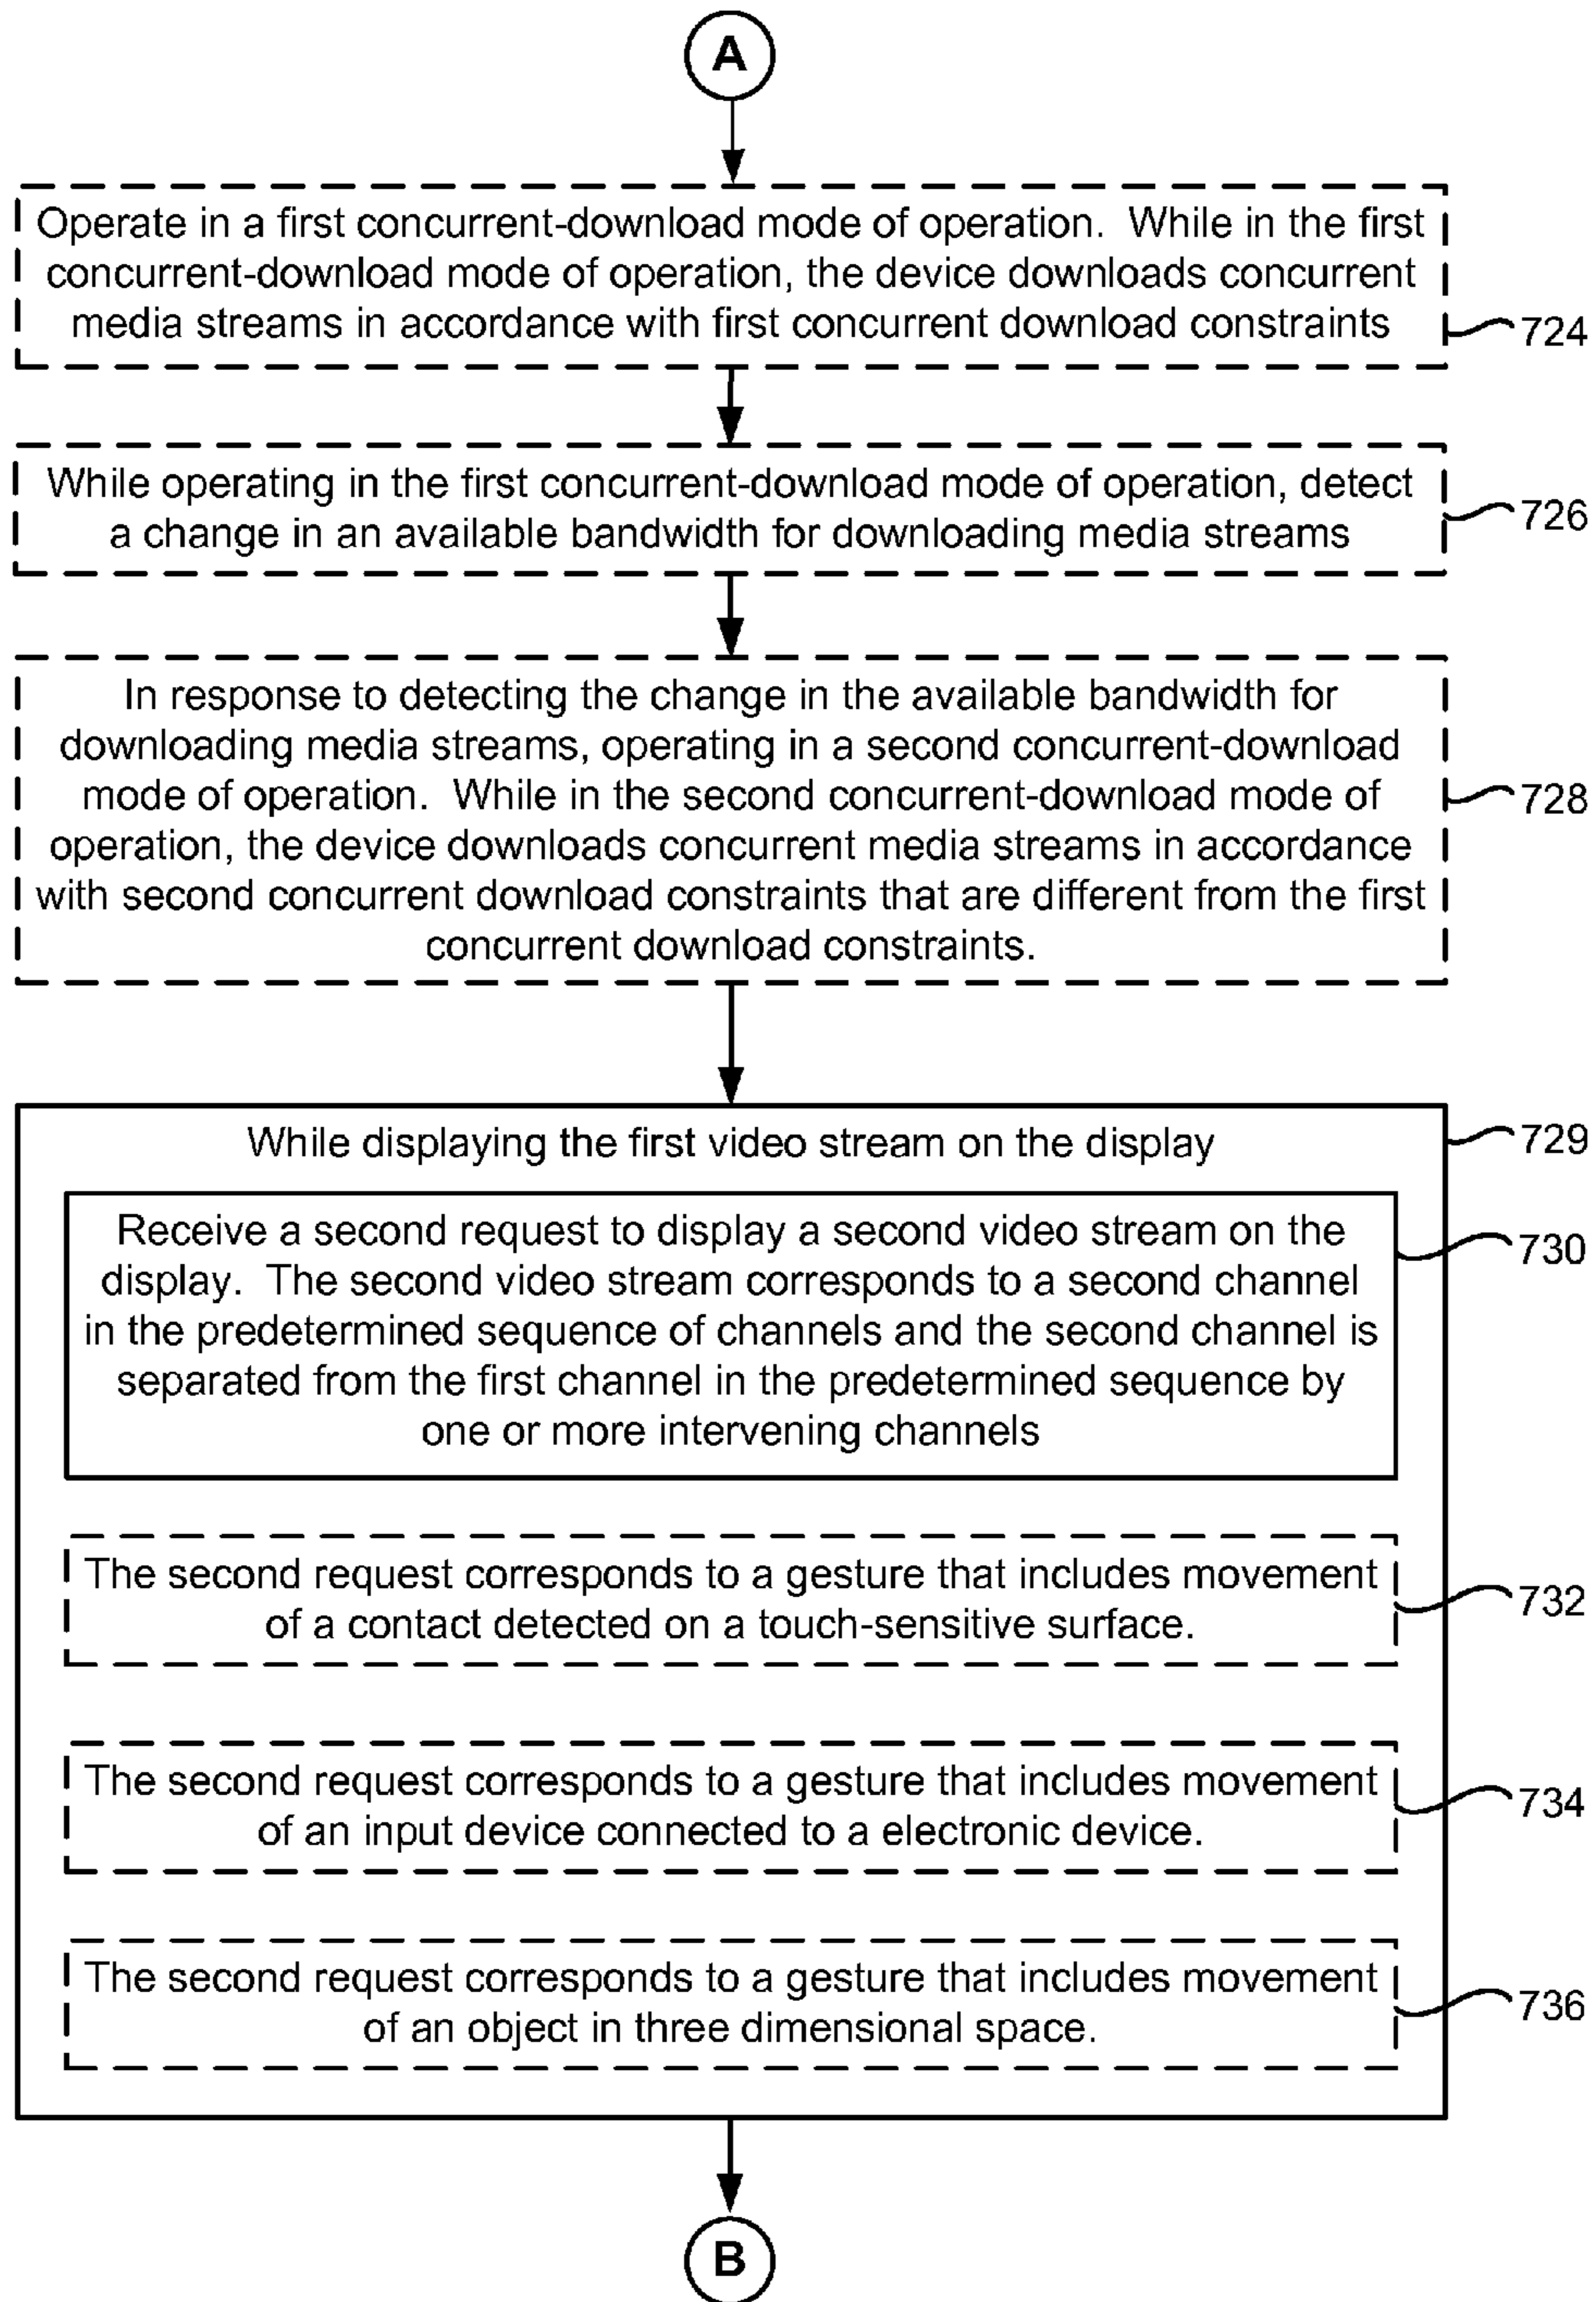 A
Operate in a first concurrent-download mode of operation.  While in the first
concurrent-download mode of operation, the device downloads concurrent
media streams in accordance with first concurrent download constraints
724
While operating in the first concurrent-download mode of operation, detect
a change in an available bandwidth for downloading media streams
726
In response to detecting the change in the available bandwidth for
downloading media streams, operating in a second concurrent-download
mode of operation.  While in the second concurrent-download mode of
operation, the device downloads concurrent media streams in accordance
with second concurrent download constraints that are different from the first
concurrent download constraints.
728
While displaying the first video stream on the display
729
Receive a second request to display a second video stream on the
display.  The second video stream corresponds to a second channel
in the predetermined sequence of channels and the second channel is
separated from the first channel in the predetermined sequence by
one or more intervening channels
730
The second request corresponds to a gesture that includes movement
of a contact detected on a touch-sensitive surface.
732
The second request corresponds to a gesture that includes movement
of an input device connected to a electronic device.
734
The second request corresponds to a gesture that includes movement
of an object in three dimensional space.
736
B